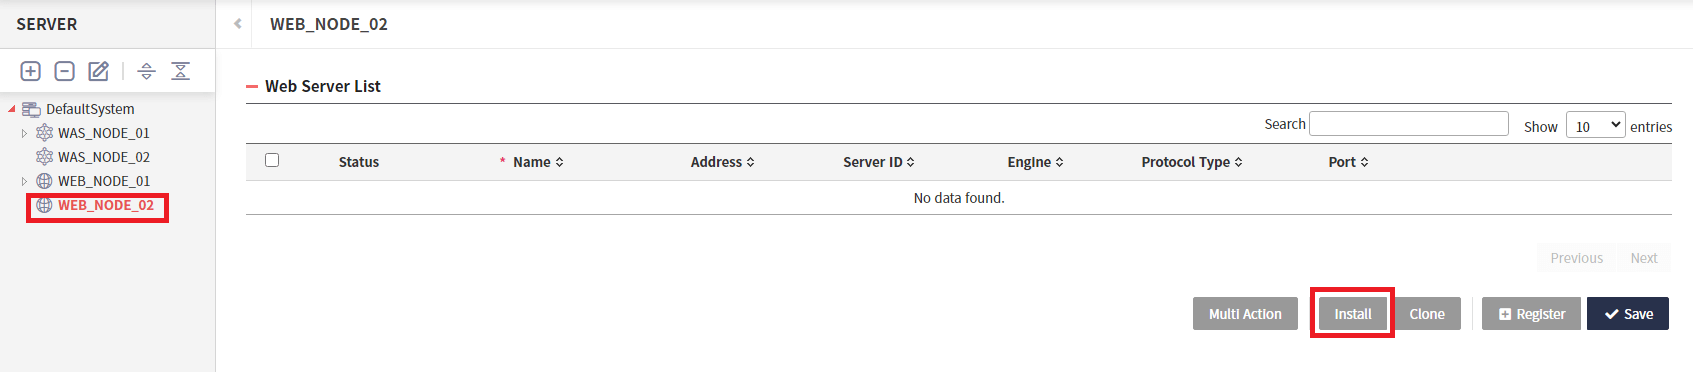 SERVER
WEB_NODE_02
DefaultSystem
WAS_NODE_01
WAS_NODE_02
WEB_NODE_01
WEB_NODE_02
Web Server List
Search Show 10 entries
Status * Name Address Server ID Engine Protocol Type Port
No data found.
Previous Next
Multi Action Install Clone Register Save